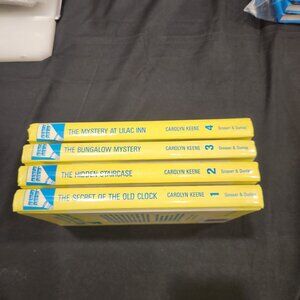 THE MYSTERY AT LILAC INN CAROLYN KEENE 4 Grosset & Dunlap
THE BUNGALOW MYSTERY CAROLYN KEENE 3 Grosset & Dunlap
THE HIDDEN STAIRCASE CAROLYN KEENE 2 Grosset & Dunlap
THE SECRET OF THE OLD CLOCK CAROLYN KEENE 1 Grosset & Dunlap